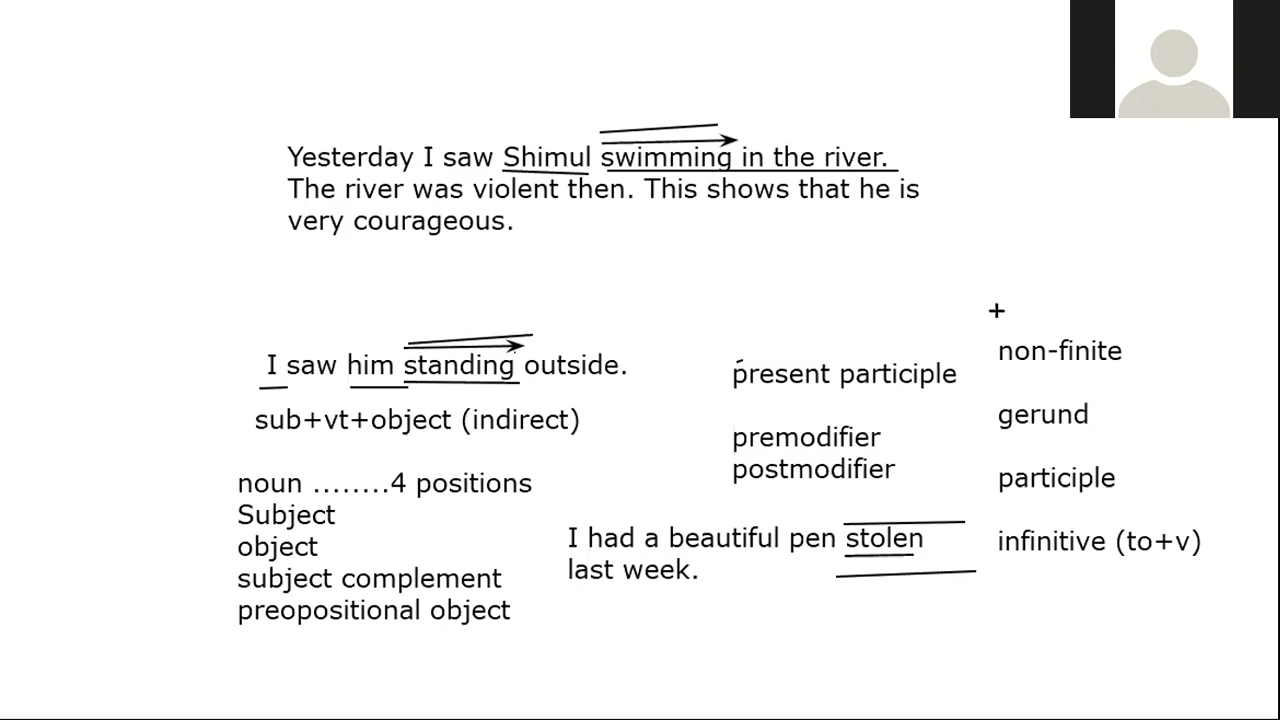 Yesterday I saw Shimul swimming in the river.
The river was violent then. This shows that he is
very courageous.
I saw him standing outside.
sub+vt+object (indirect)
noun ........4 positions
Subject
object
subject complement
preopositional object
present participle
premodifier
postmodifier
I had a beautiful pen stolen
last week.
+
non-finite
gerund
participle
infinitive (to+v)